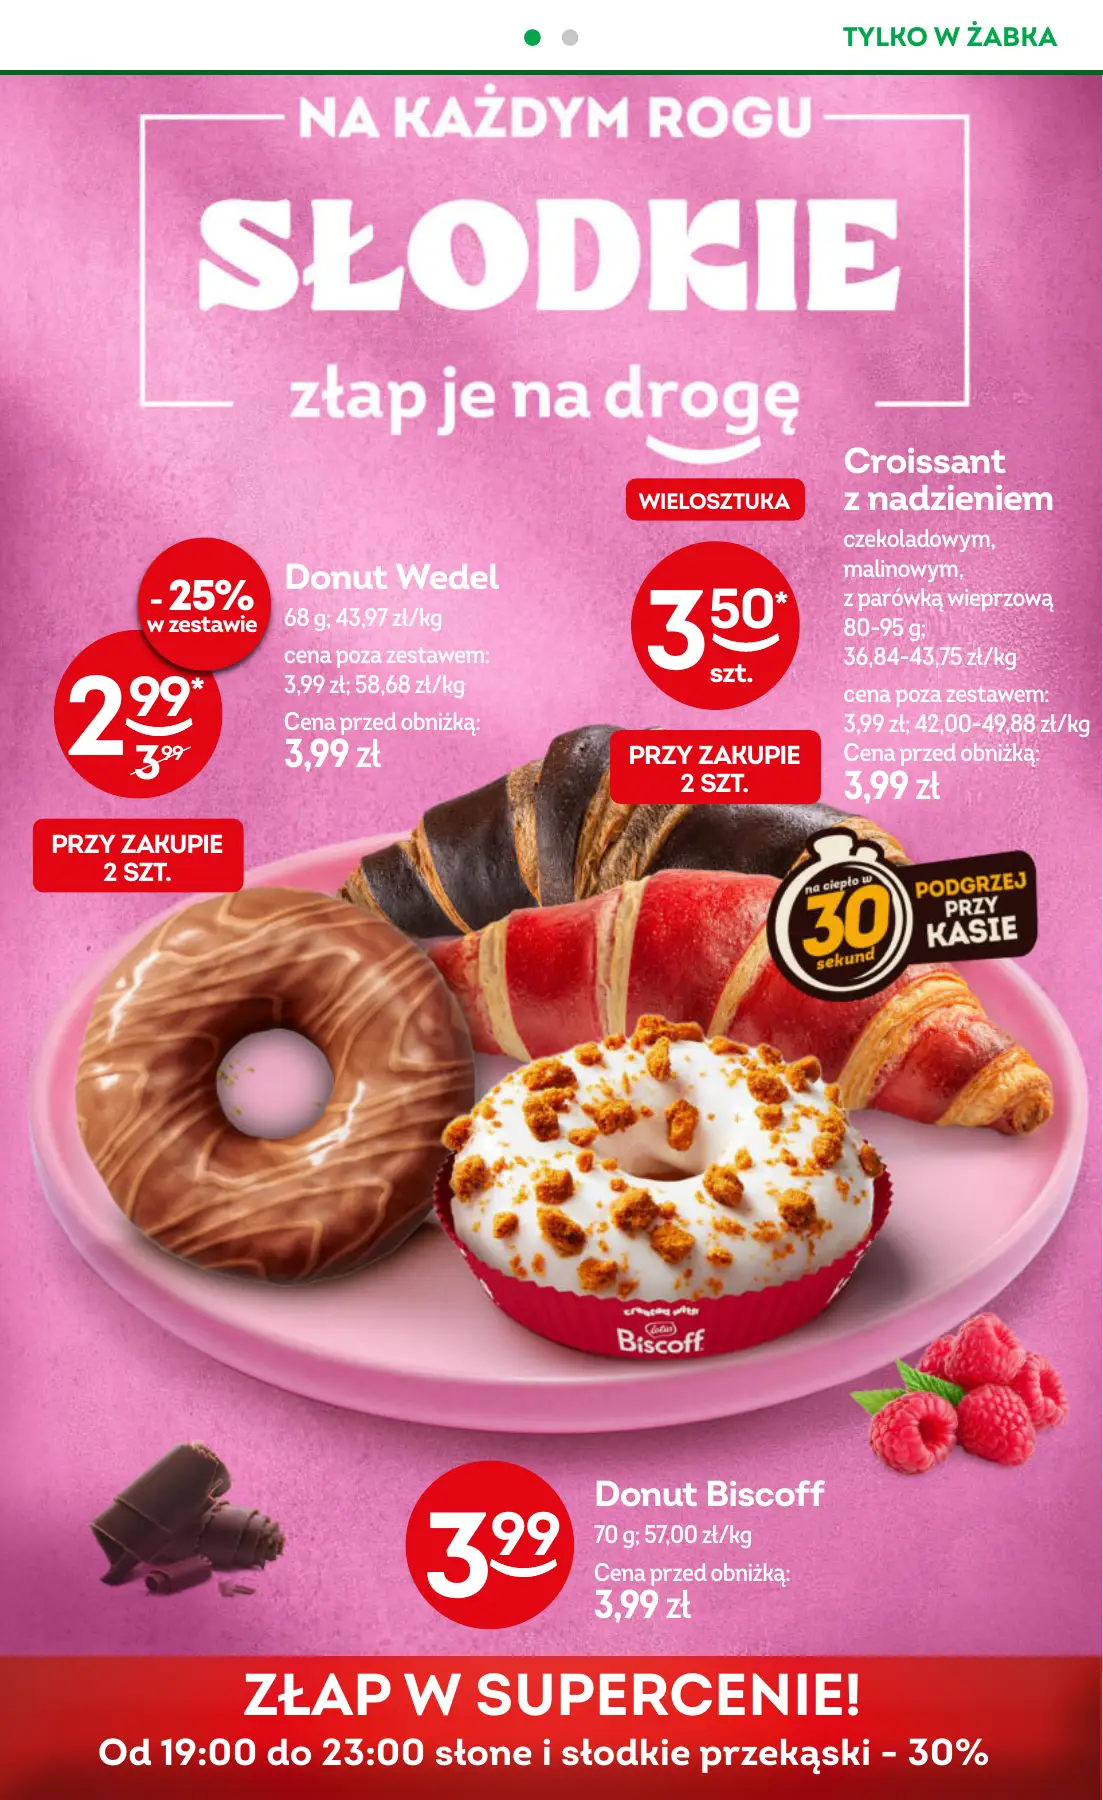 TYLKO W ŻABKA
NA KAŻDYM ROGU
SŁODKIE
złap je na drogę
- 25%
w zestawie
2 99*
3 99
PRZY ZAKUPIE
2 SZT.
Donut Wedel
68 g; 43,97 zł/kg
cena poza zestawem:
3,99 zł; 58,68 zł/kg
Cena przed obniżką:
3,99 zł
WIELOSZTUKA
3 50*
szt.
PRZY ZAKUPIE
2 SZT.
Croissant
z nadzieniem
czekoladowym,
malinowym,
z parówką wieprzową
80-95 g;
36,84-43,75 zł/kg
cena poza zestawem:
3,99 zł; 42,00-49,88 zł/kg
Cena przed obniżką:
3,99 zł
na ciepło w
30
sekund
PODGRZEJ
PRZY
KASIE
created with
Lotus
Biscoff
3 99
Donut Biscoff
70 g; 57,00 zł/kg
Cena przed obniżką:
3,99 zł
ZŁAP W SUPERCENIE!
Od 19:00 do 23:00 słone i słodkie przekąski - 30%